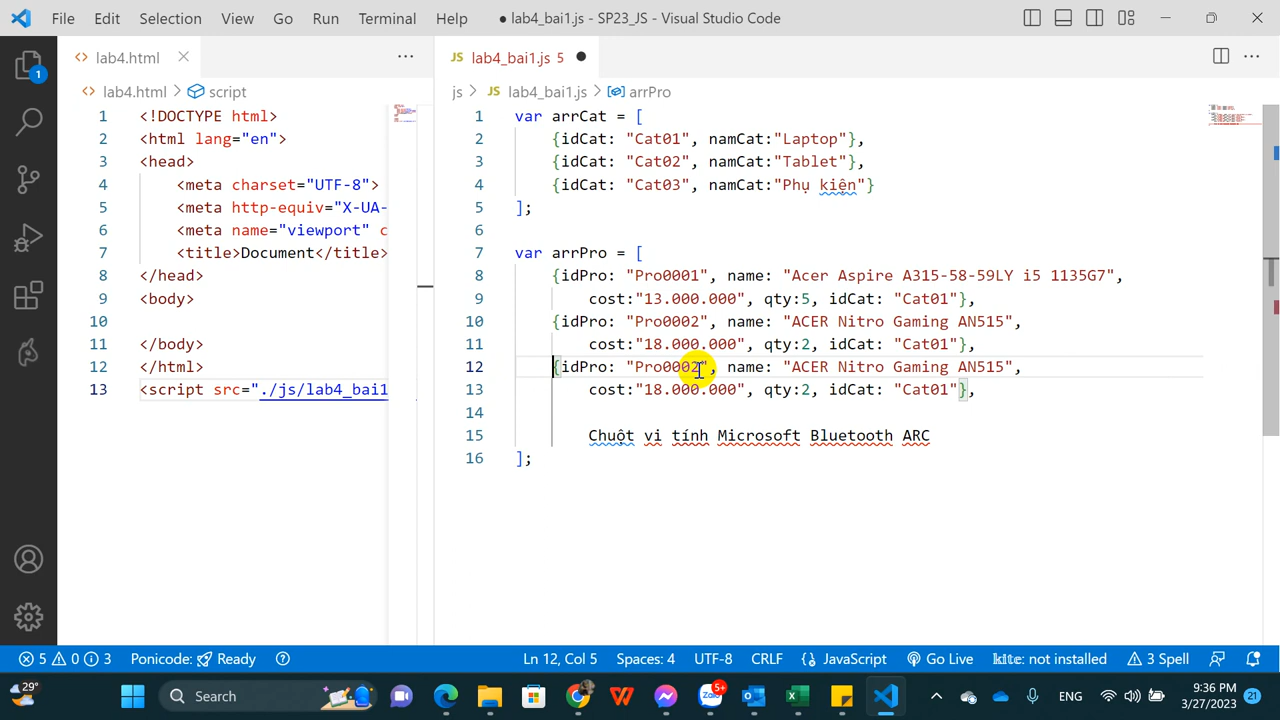 File Edit Selection View Go Run Terminal Help ● lab4_bai1.js - SP23_JS - Visual Studio Code
lab4.html
lab4.html > script
1 <!DOCTYPE html>
2 <html lang="en">
3 <head>
4 <meta charset="UTF-8">
5 <meta http-equiv="X-UA-
6 <meta name="viewport" c
7 <title>Document</title>
8 </head>
9 <body>
10
11 </body>
12 </html>
13 <script src="./js/lab4_bai1
JS lab4_bai1.js 5 ●
js > JS lab4_bai1.js > arrPro
1 var arrCat = [
2 {idCat: "Cat01", namCat:"Laptop"},
3 {idCat: "Cat02", namCat:"Tablet"},
4 {idCat: "Cat03", namCat:"Phụ kiện"}
5 ];
6
7 var arrPro = [
8 {idPro: "Pro0001", name: "Acer Aspire A315-58-59LY i5 1135G7",
9 cost:"13.000.000", qty:5, idCat: "Cat01"},
10 {idPro: "Pro0002", name: "ACER Nitro Gaming AN515",
11 cost:"18.000.000", qty:2, idCat: "Cat01"},
12 {idPro: "Pro0002", name: "ACER Nitro Gaming AN515",
13 cost:"18.000.000", qty:2, idCat: "Cat01"},
14
15 Chuột vi tính Microsoft Bluetooth ARC
16 ];
1
5 0 3 Ponicode: Ready Ln 12, Col 5 Spaces: 4 UTF-8 CRLF {} JavaScript Go Live kite: not installed 3 Spell
29° Search 5+ ENG 9:36 PM 21
3/27/2023